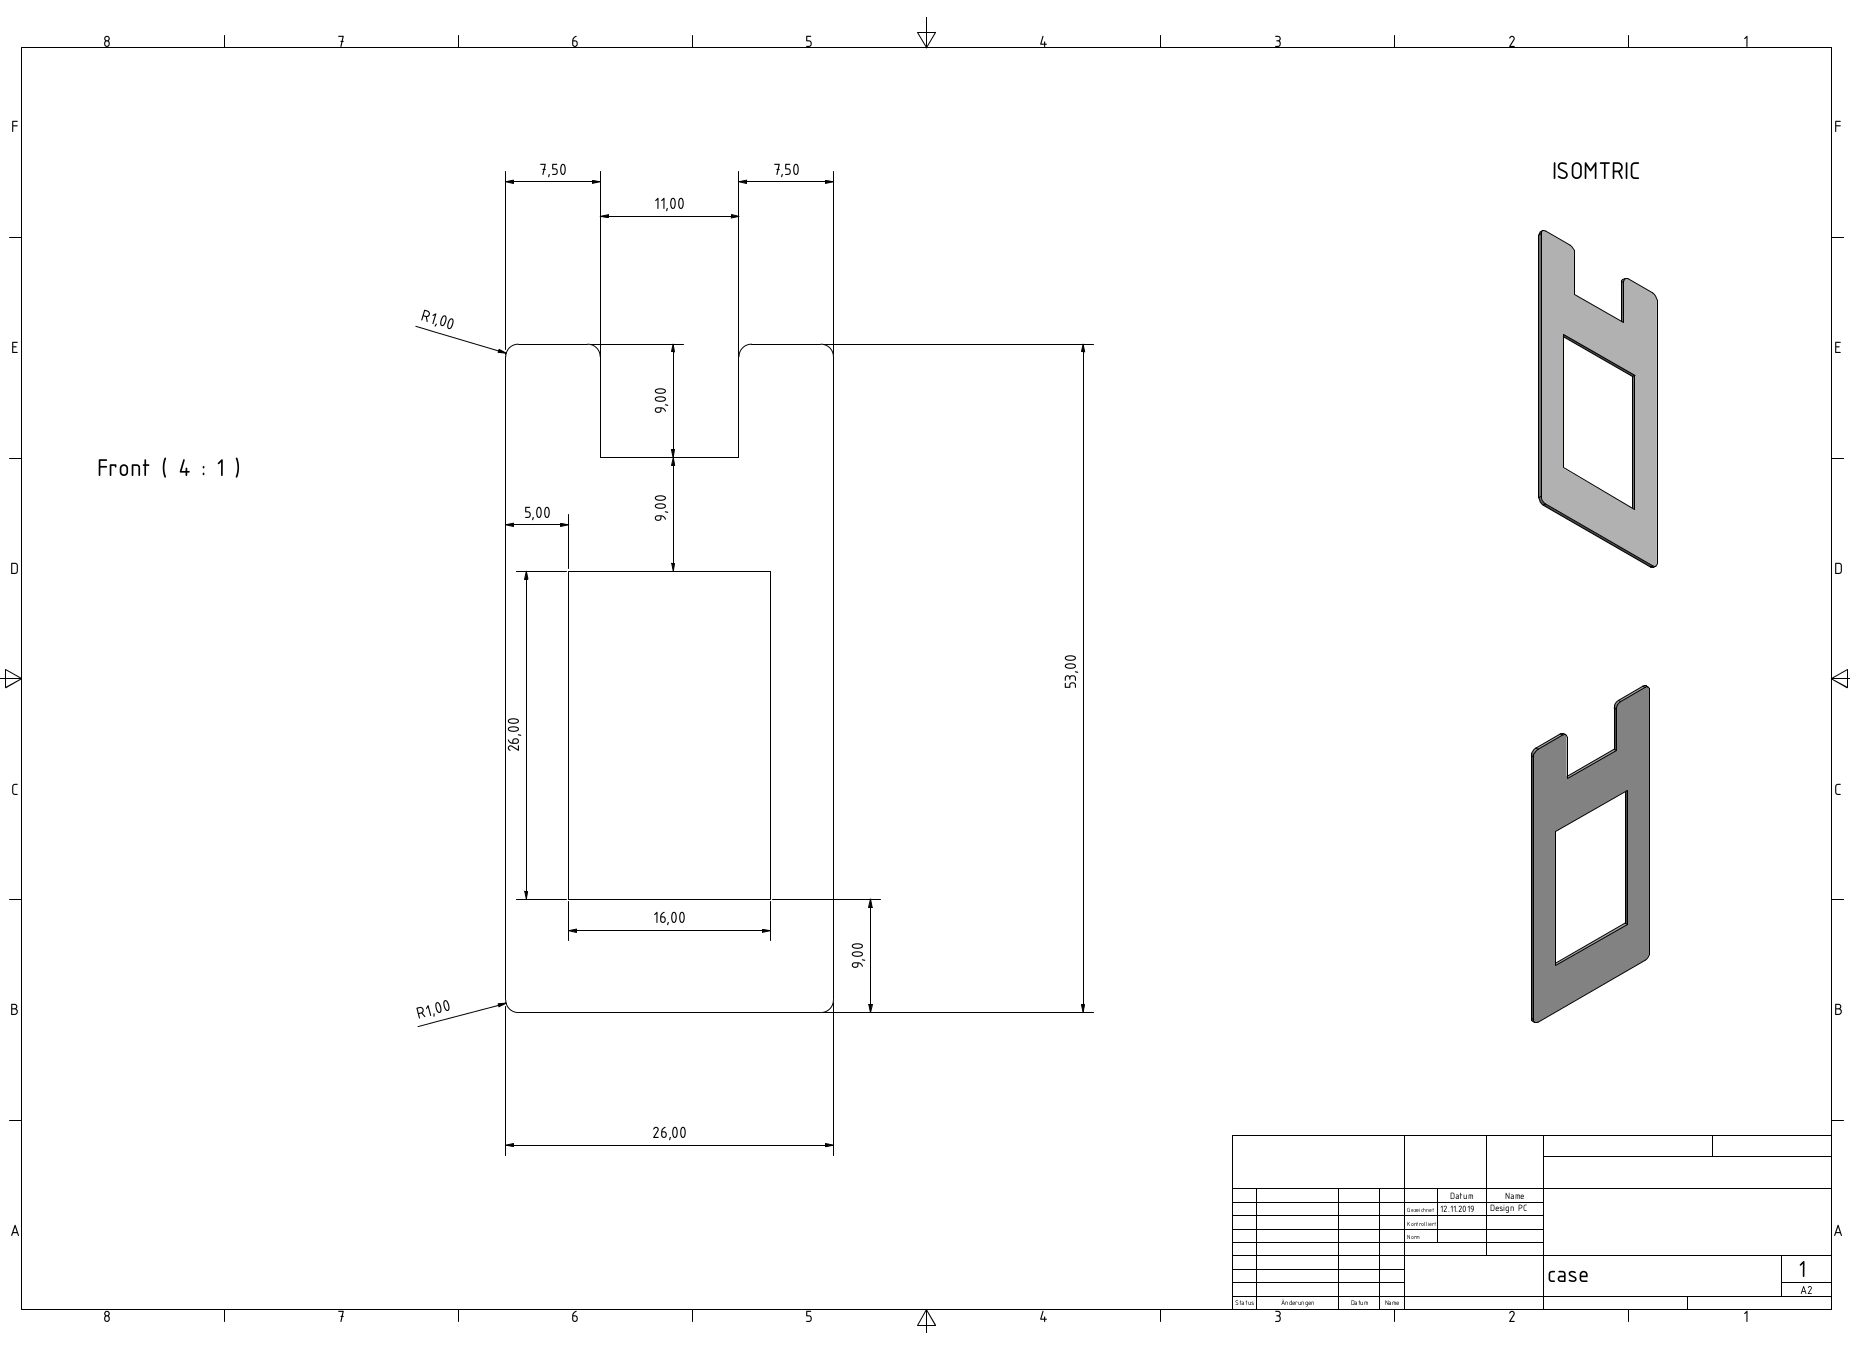 8 7 6 5 4 3 2 1
F F
ISOMTRIC
7,50 7,50
11,00
R1,00
E E
9,00
Front ( 4 : 1 )
9,00
5,00
D D
53,00
26,00
C C
16,00
9,00
R1,00
B B
26,00
Datum Name
Gezeichnet 12.11.2019 Design PC
Kontrolliert
Norm
A A
case 1
A2
Status Änderungen Datum Name
8 7 6 5 4 3 2 1